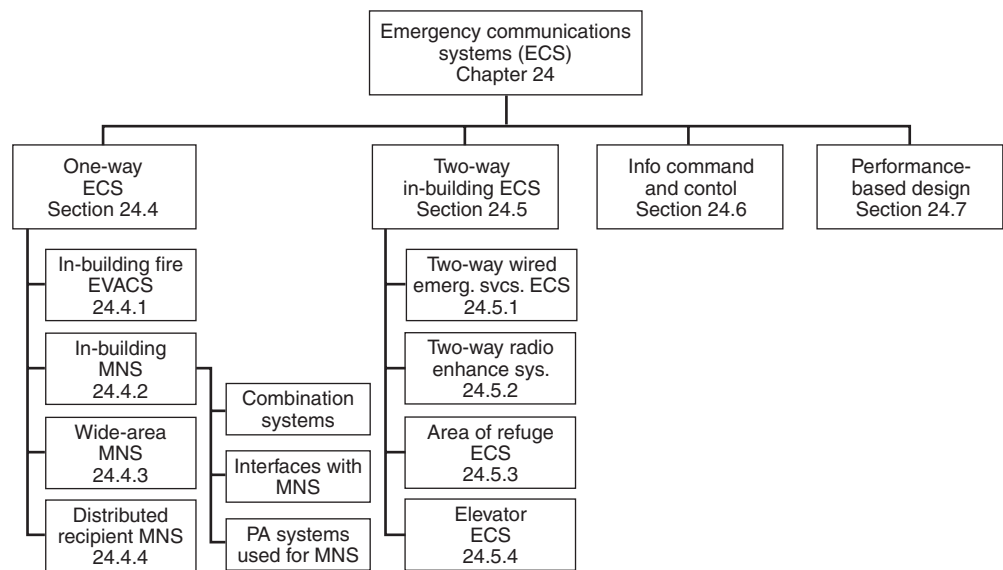 Emergency communications
systems (ECS)
Chapter 24
One-way
ECS
Section 24.4
Two-way
in-building ECS
Section 24.5
Info command
and contol
Section 24.6
Performance-
based design
Section 24.7
In-building fire
EVACS
24.4.1
In-building
MNS
24.4.2
Wide-area
MNS
24.4.3
Distributed
recipient MNS
24.4.4
Combination
systems
Interfaces with
MNS
PA systems
used for MNS
Two-way wired
emerg. svcs. ECS
24.5.1
Two-way radio
enhance sys.
24.5.2
Area of refuge
ECS
24.5.3
Elevator
ECS
24.5.4